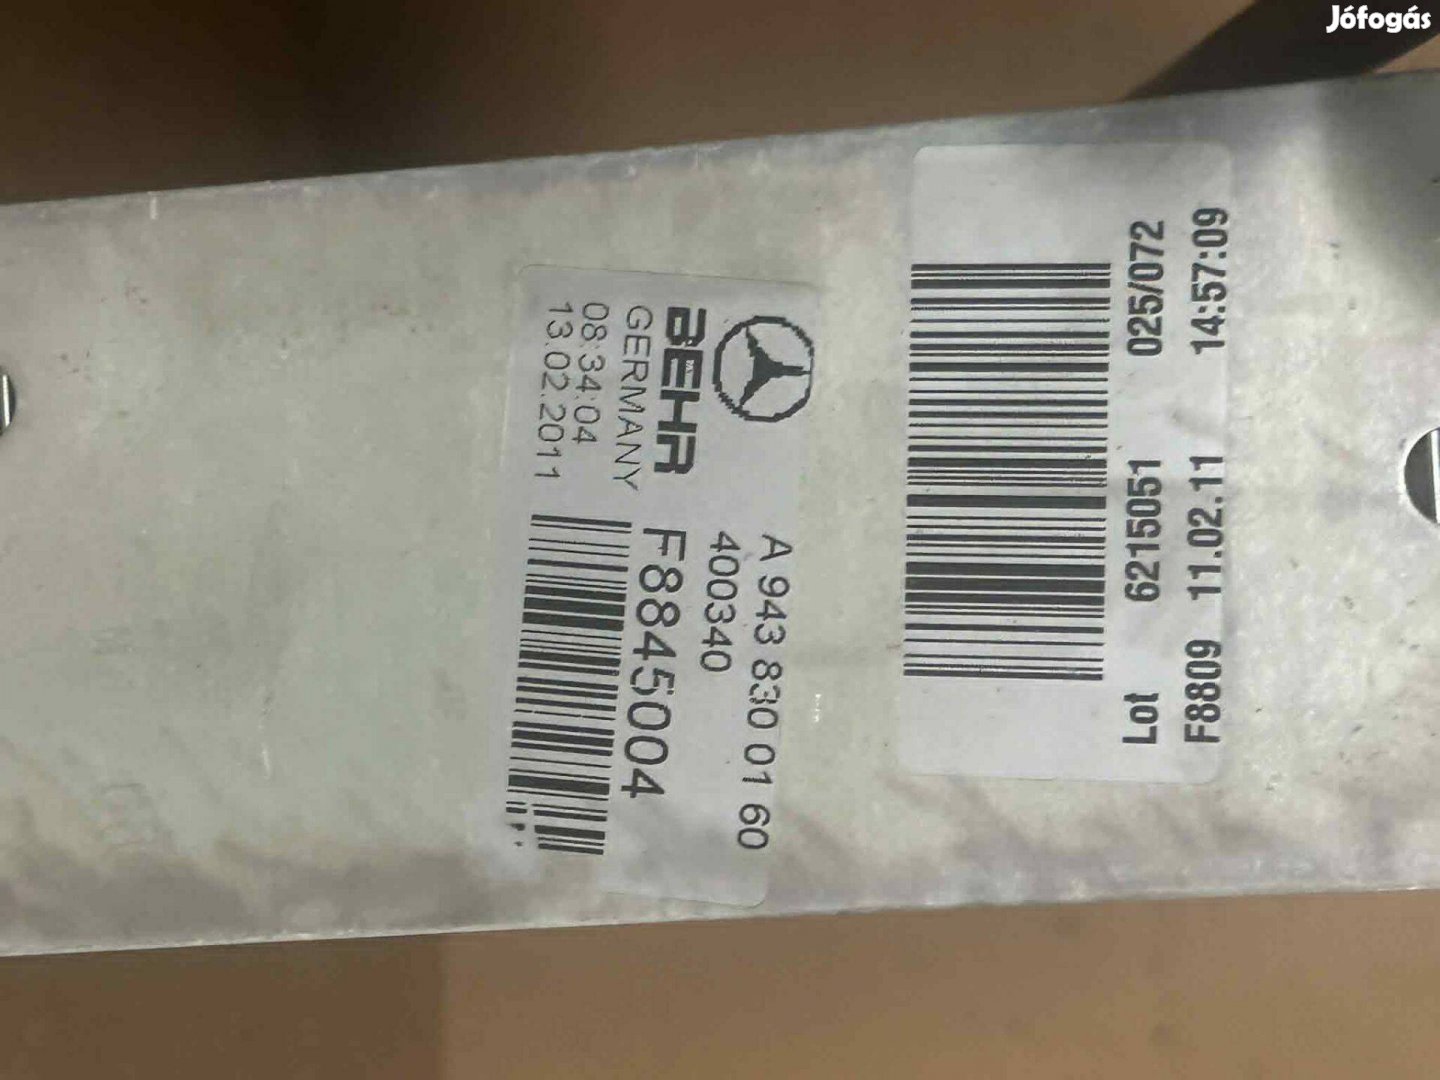 Jófogás
BEHR
GERMANY
08:34:04
13.02.2011
A 943 830 01 60
400340
F8845004
025/072
14:57:09
Lot 6215051
F8809 11.02.11